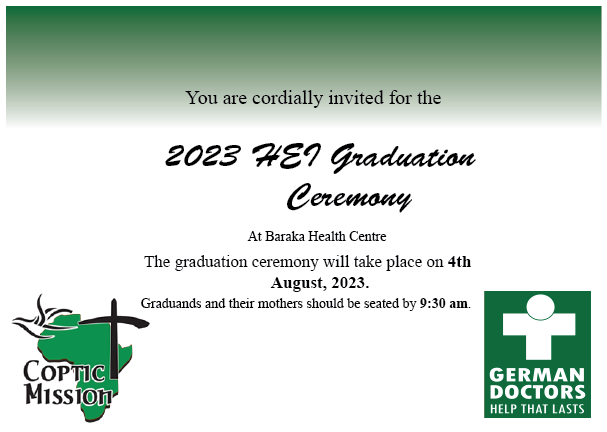 You are cordially invited for the
2023 HEI Graduation
Ceremony
At Baraka Health Centre
The graduation ceremony will take place on 4th
August, 2023.
Graduands and their mothers should be seated by 9:30 am.
COPTIC
MISSION
GERMAN
DOCTORS
HELP THAT LASTS